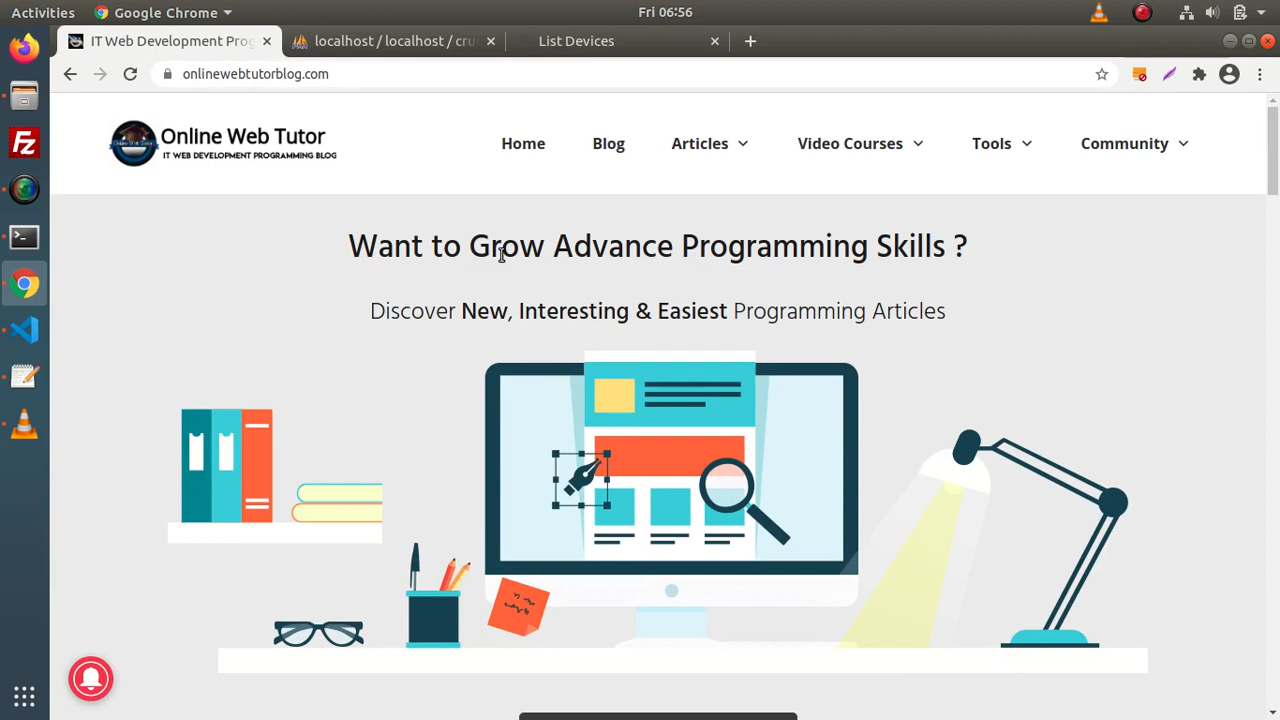 Activities Google Chrome Fri 06:56
IT Web Development Prog localhost / localhost / cru List Devices
onlinewebtutorblog.com
Online Web Tutor
IT WEB DEVELOPMENT PROGRAMMING BLOG
Home Blog Articles Video Courses Tools Community
Want to Grow Advance Programming Skills ?
Discover New, Interesting & Easiest Programming Articles